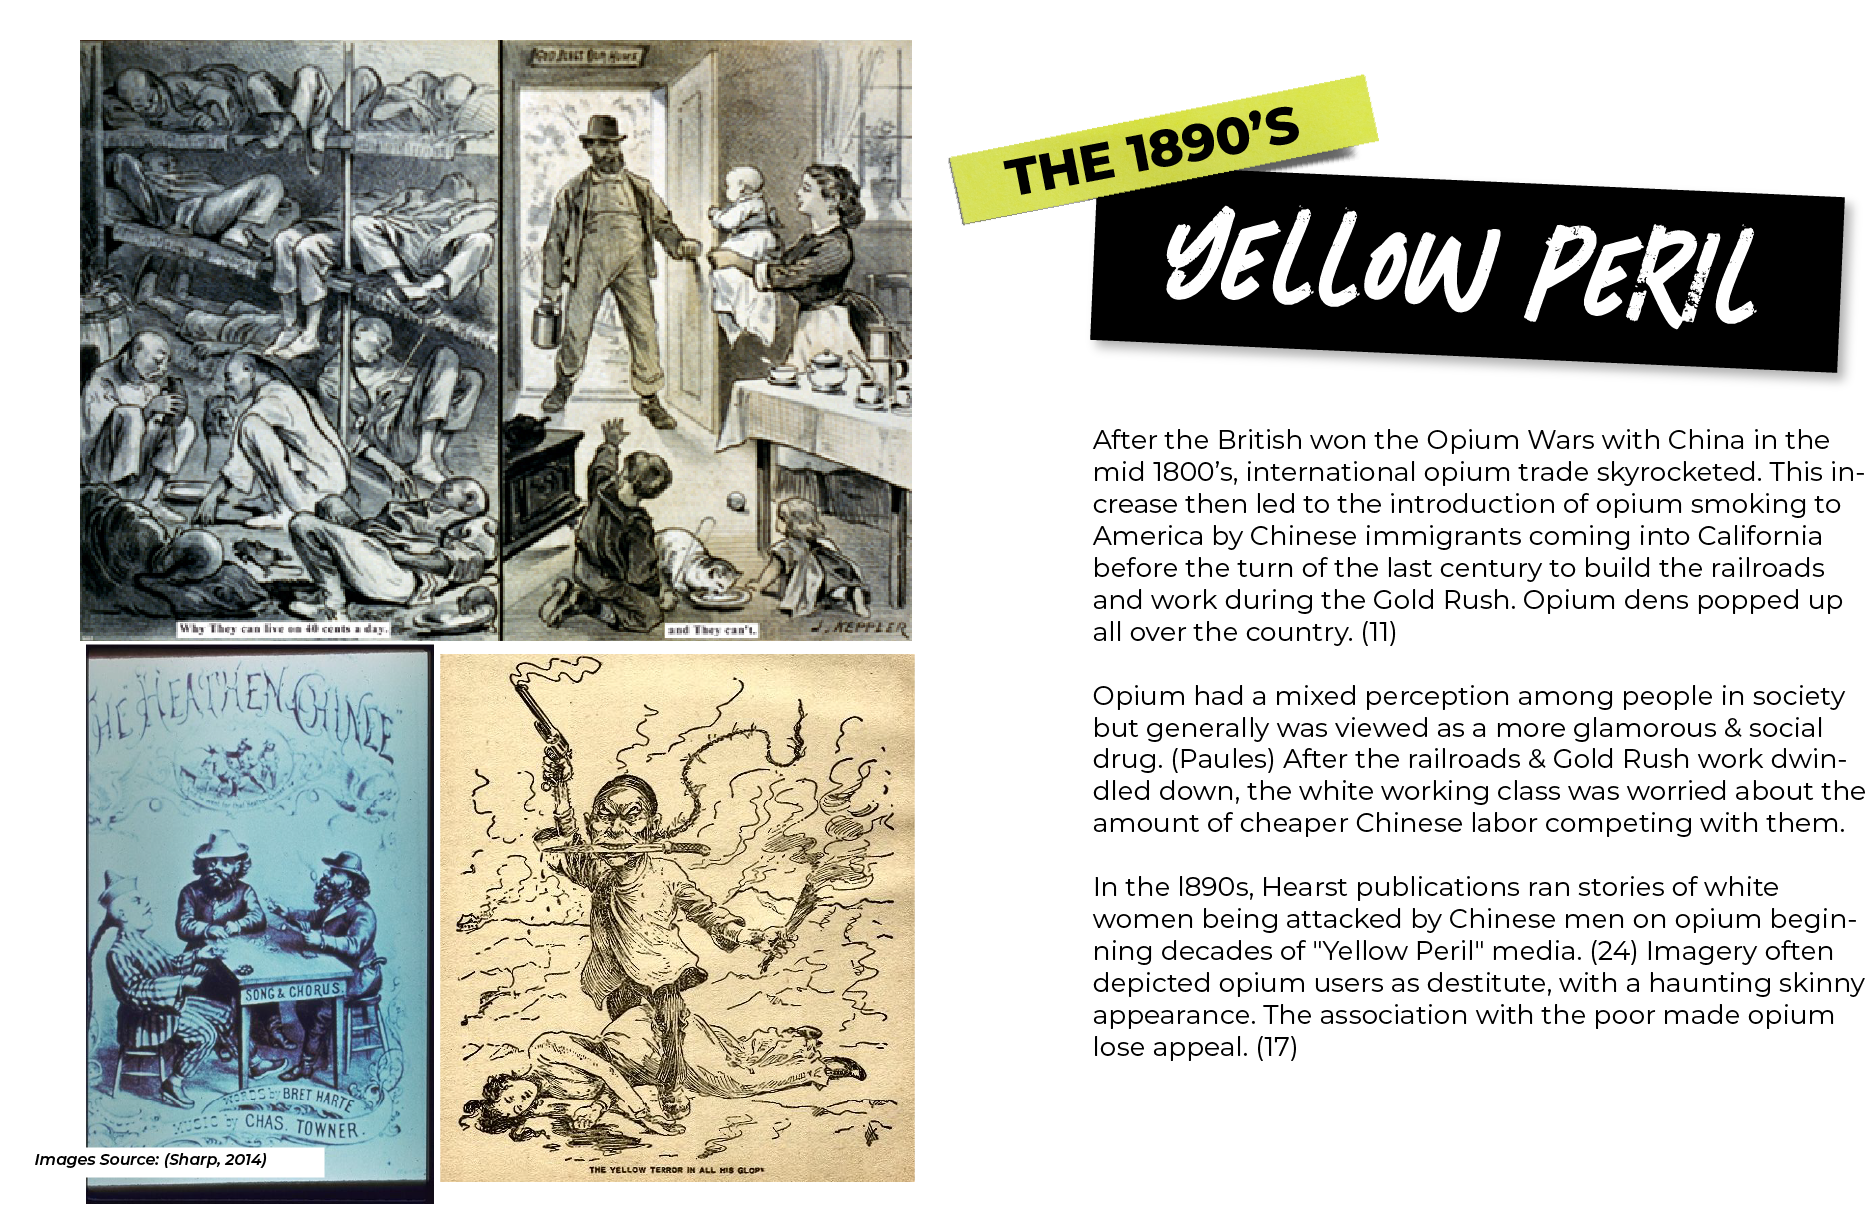 GOD BLESS OUR HOME
Why They can live on 40 cents a day.
and They can't.
J. KEPPLER
THE HEATHEN CHINEE"
SONG & CHORUS.
WORDS by BRET HARTE
MUSIC by CHAS. TOWNER.
Images Source: (Sharp, 2014)
THE YELLOW TERROR IN ALL HIS GLORY
THE 1890'S
YELLOW PERIL
After the British won the Opium Wars with China in the
mid 1800's, international opium trade skyrocketed. This in-
crease then led to the introduction of opium smoking to
America by Chinese immigrants coming into California
before the turn of the last century to build the railroads
and work during the Gold Rush. Opium dens popped up
all over the country. (11)
Opium had a mixed perception among people in society
but generally was viewed as a more glamorous & social
drug. (Paules) After the railroads & Gold Rush work dwin-
dled down, the white working class was worried about the
amount of cheaper Chinese labor competing with them.
In the l890s, Hearst publications ran stories of white
women being attacked by Chinese men on opium begin-
ning decades of "Yellow Peril" media. (24) Imagery often
depicted opium users as destitute, with a haunting skinny
appearance. The association with the poor made opium
lose appeal. (17)